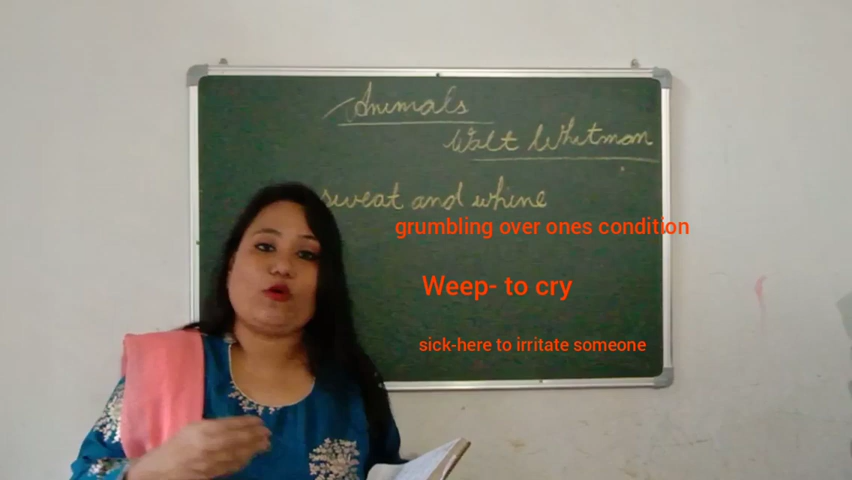 Animals
Walt Whitman
sweat and whine
grumbling over ones condition
Weep- to cry
sick-here to irritate someone